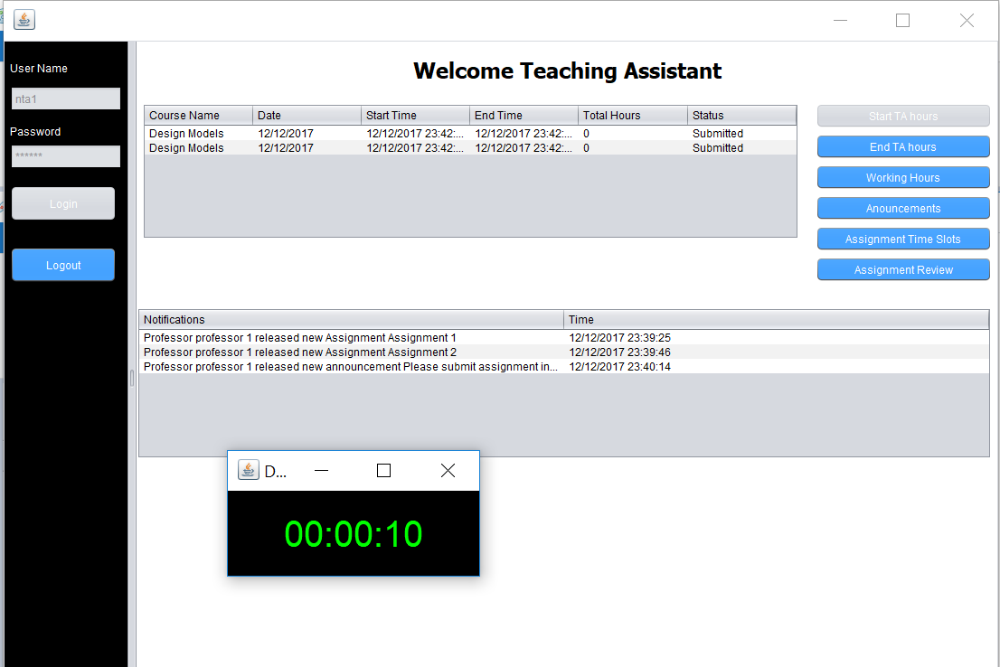 User Name
nta1
Password
******
Login
Logout
Welcome Teaching Assistant
Course Name Date Start Time End Time Total Hours Status
Design Models 12/12/2017 12/12/2017 23:42:... 12/12/2017 23:42:... 0 Submitted
Design Models 12/12/2017 12/12/2017 23:42:... 12/12/2017 23:42:... 0 Submitted
Start TA hours
End TA hours
Working Hours
Anouncements
Assignment Time Slots
Assignment Review
Notifications Time
Professor professor 1 released new Assignment Assignment 1 12/12/2017 23:39:25
Professor professor 1 released new Assignment Assignment 2 12/12/2017 23:39:46
Professor professor 1 released new announcement Please submit assignment in... 12/12/2017 23:40:14
D...
00:00:10